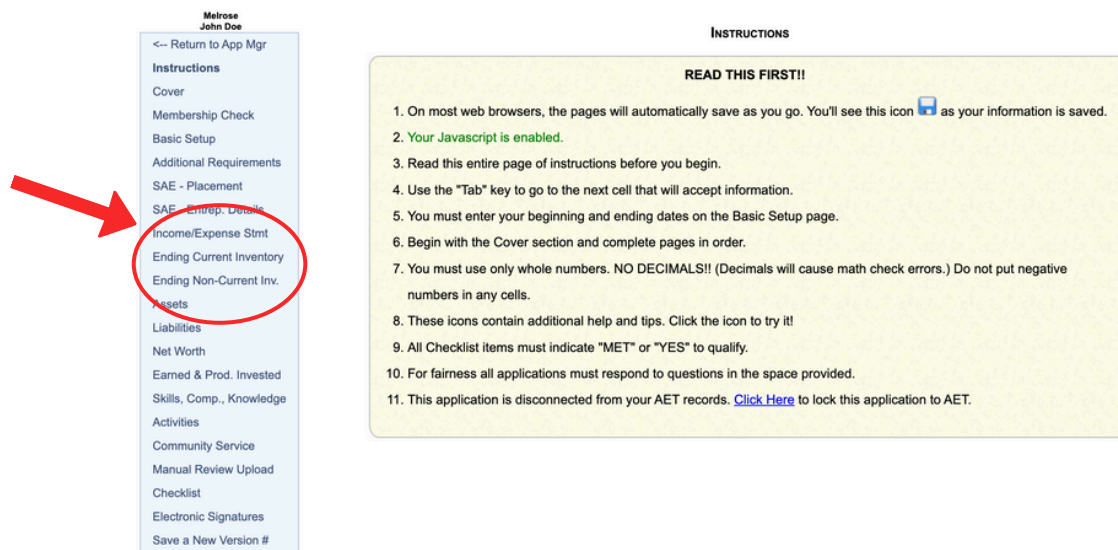 Melrose
John Doe
<-- Return to App Mgr
Instructions
Cover
Membership Check
Basic Setup
Additional Requirements
SAE - Placement
SAE - Entrep. Details
Income/Expense Stmt
Ending Current Inventory
Ending Non-Current Inv.
Assets
Liabilities
Net Worth
Earned & Prod. Invested
Skills, Comp., Knowledge
Activities
Community Service
Manual Review Upload
Checklist
Electronic Signatures
Save a New Version #
INSTRUCTIONS
READ THIS FIRST!!
1. On most web browsers, the pages will automatically save as you go. You'll see this icon as your information is saved.
2. Your Javascript is enabled.
3. Read this entire page of instructions before you begin.
4. Use the "Tab" key to go to the next cell that will accept information.
5. You must enter your beginning and ending dates on the Basic Setup page.
6. Begin with the Cover section and complete pages in order.
7. You must use only whole numbers. NO DECIMALS!! (Decimals will cause math check errors.) Do not put negative
numbers in any cells.
8. These icons contain additional help and tips. Click the icon to try it!
9. All Checklist items must indicate "MET" or "YES" to qualify.
10. For fairness all applications must respond to questions in the space provided.
11. This application is disconnected from your AET records. Click Here to lock this application to AET.